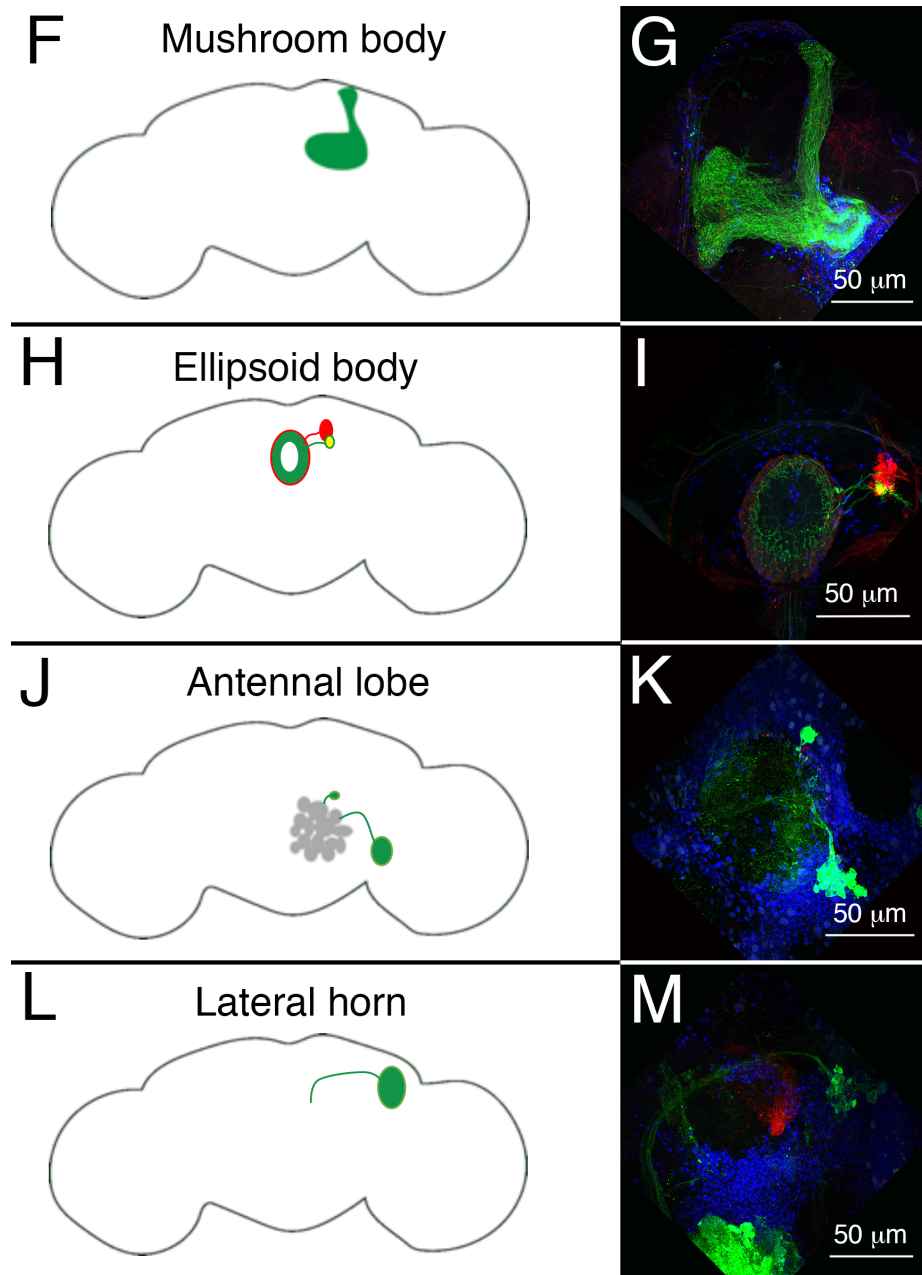 F
Mushroom body
G
50 μm
H
Ellipsoid body
I
50 μm
J
Antennal lobe
K
50 μm
L
Lateral horn
M
50 μm